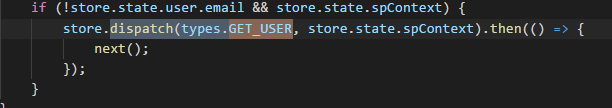 if (!store.state.user.email && store.state.spContext) {
store.dispatch(types.GET_USER, store.state.spContext).then(() => {
next();
});
}